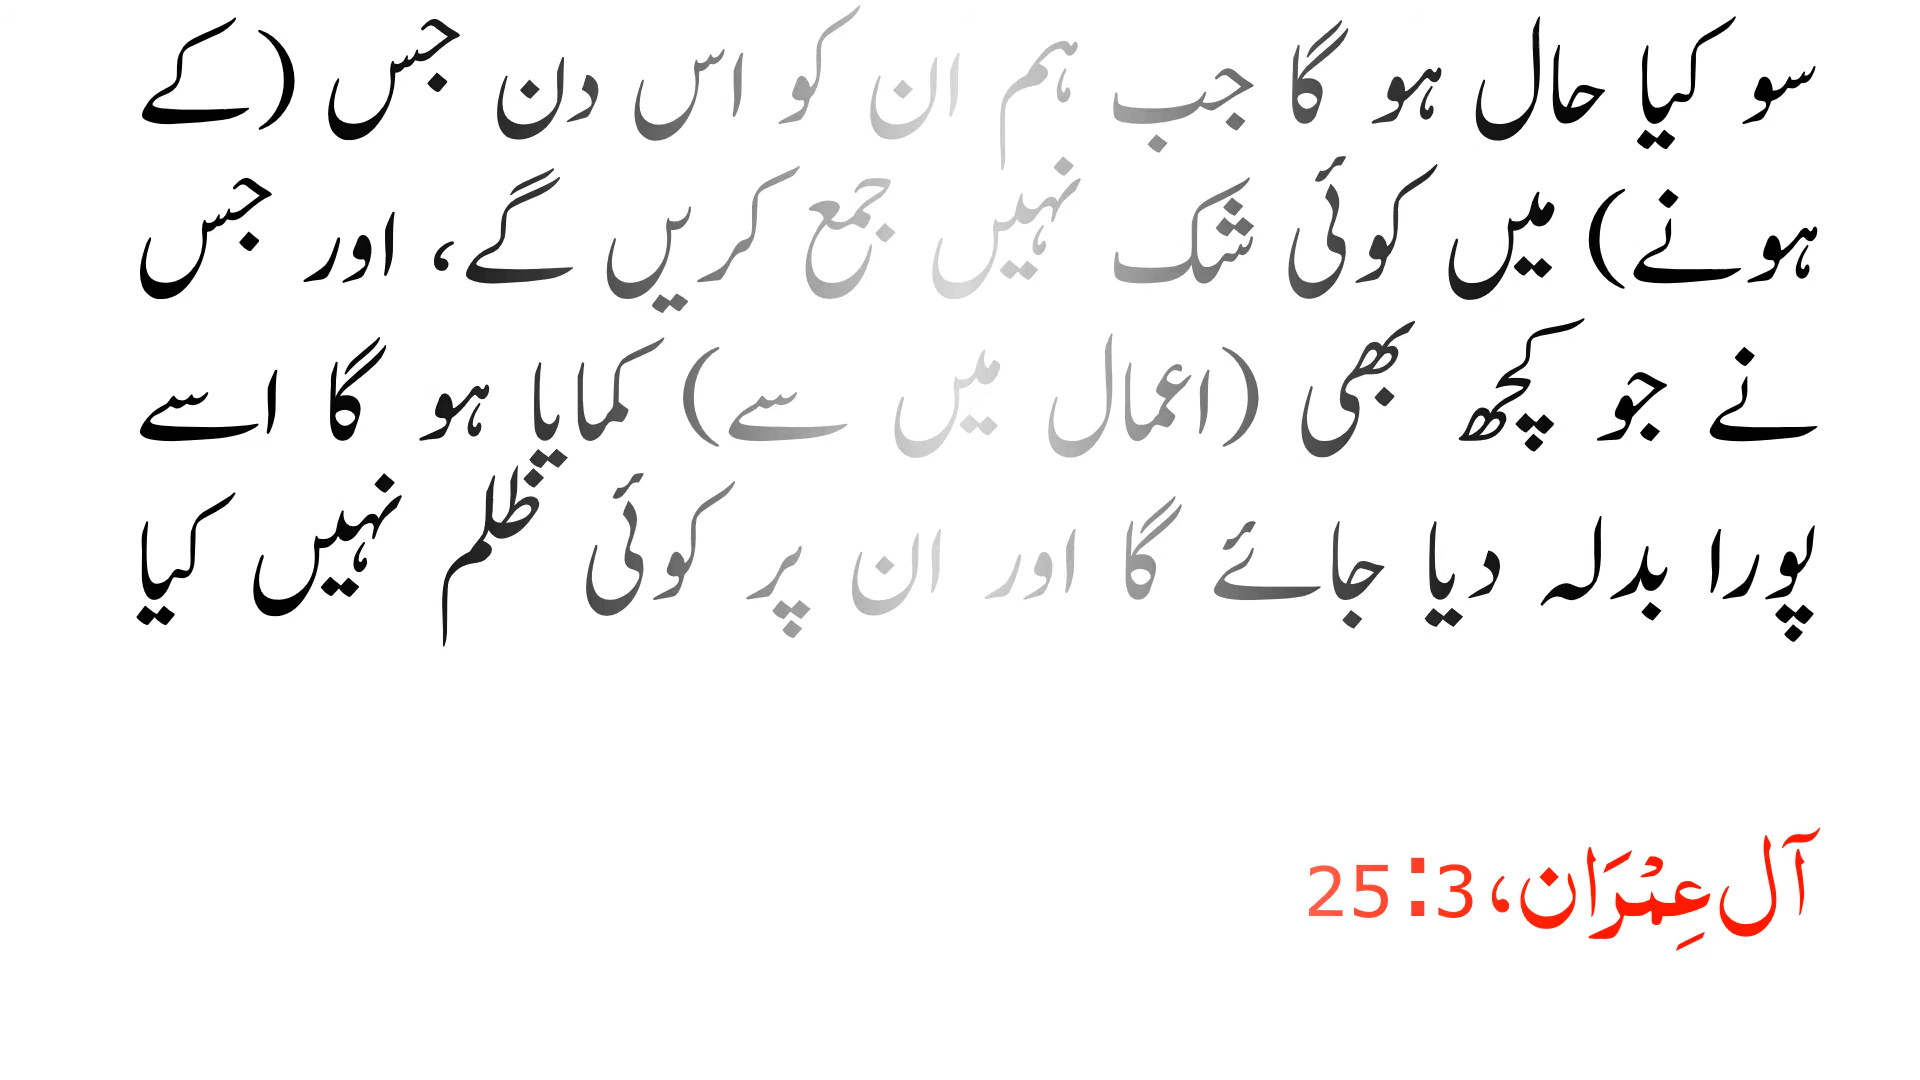 سو کیا حال ہو گا جب ہم ان کو اس دن جس (کے
ہونے) میں کوئی شک نہیں جمع کریں گے، اور جس
نے جو کچھ بھی (اعمال میں سے) کمایا ہو گا اسے
پورا بدلہ دیا جائے گا اور ان پر کوئی ظلم نہیں کیا
آل عِمْرَان، 3:25